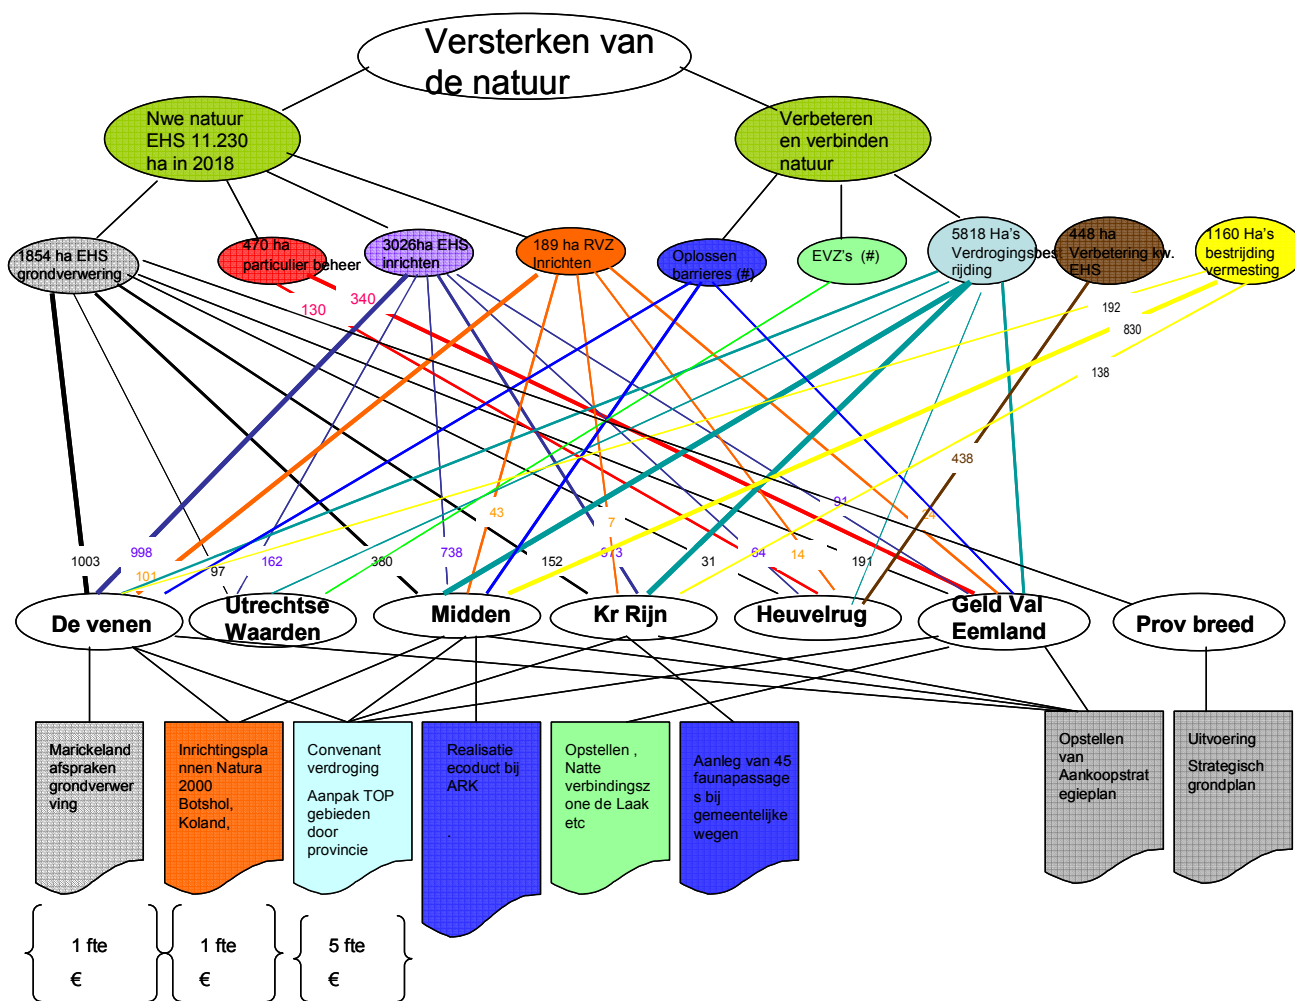 Versterken van
de natuur
Nwe natuur
EHS 11.230
ha in 2018
Verbeteren
en verbinden
natuur
1854 ha EHS
grondverwering
470 ha
particulier beheer
3026ha EHS
inrichten
189 ha RVZ
Inrichten
Oplossen
barrieres (#)
EVZ's (#)
5818 Ha's
Verdrogingsbes
rijding
448 ha
Verbetering kw.
EHS
1160 Ha's
bestrijding
vermesting
130
340
192
830
138
438
91
24
43
7
1003
998
101
97
162
380
738
152
31
64
14
191
De venen
Utrechtse
Waarden
Midden
Kr Rijn
Heuvelrug
Geld Val
Eemland
Prov breed
Marickeland
afspraken
grondverwer
ving
Inrichtingspla
nnen Natura
2000
Botshol,
Koland,
Convenant
verdroging
Aanpak TOP
gebieden
door
provincie
Realisatie
ecoduct bij
ARK
.
Opstellen ,
Natte
verbindingsz
one de Laak
etc
Aanleg van 45
faunapassage
s bij
gemeentelijke
wegen
Opstellen
van
Aankoopstrat
egieplan
Uitvoering
Strategisch
grondplan
1 fte
€
1 fte
€
5 fte
€